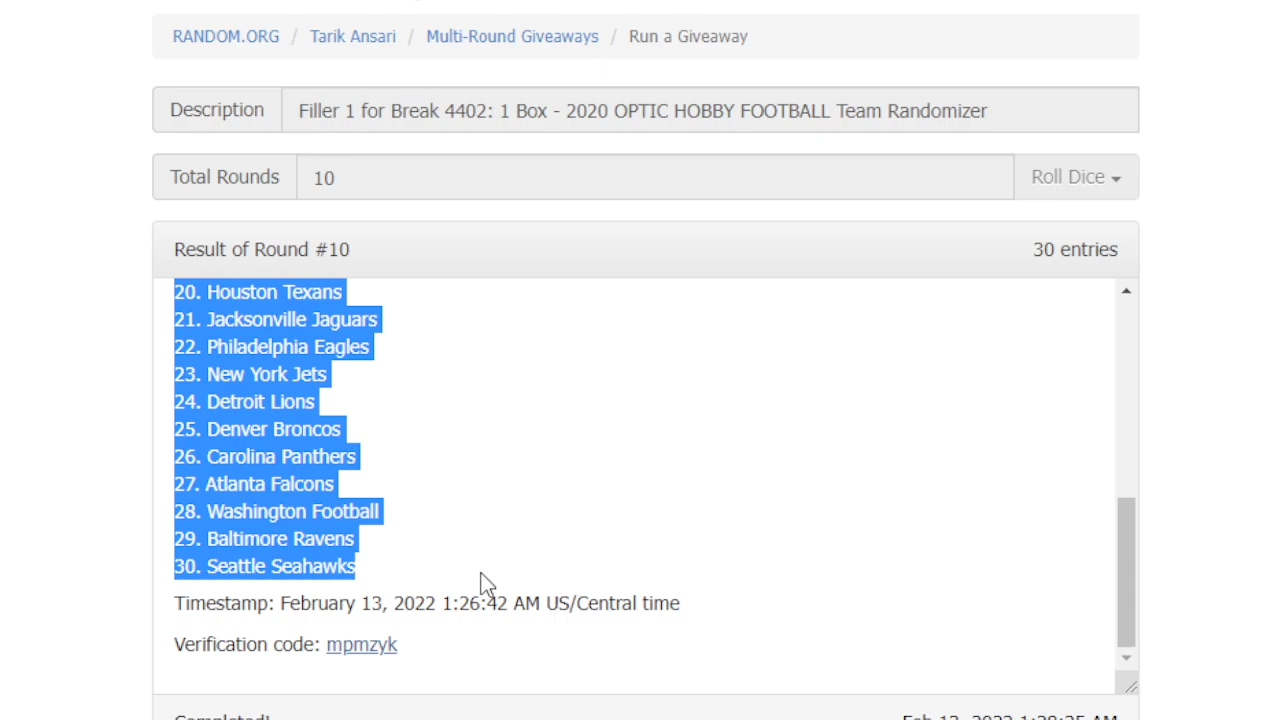 RANDOM.ORG / Tarik Ansari / Multi-Round Giveaways / Run a Giveaway
Description Filler 1 for Break 4402: 1 Box - 2020 OPTIC HOBBY FOOTBALL Team Randomizer
Total Rounds 10 Roll Dice
Result of Round #10 30 entries
20. Houston Texans
21. Jacksonville Jaguars
22. Philadelphia Eagles
23. New York Jets
24. Detroit Lions
25. Denver Broncos
26. Carolina Panthers
27. Atlanta Falcons
28. Washington Football
29. Baltimore Ravens
30. Seattle Seahawks
Timestamp: February 13, 2022 1:26:42 AM US/Central time
Verification code: mpmzyk
Completed! Feb 13, 2022